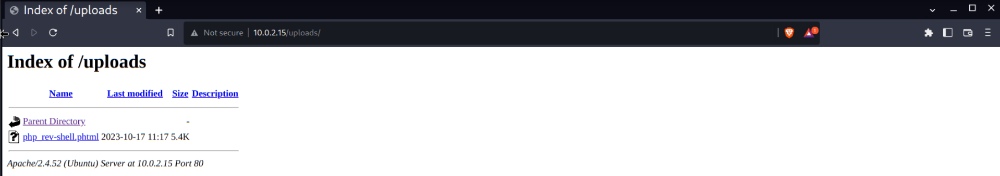 Index of /uploads
Not secure 10.0.2.15/uploads/ 1
Index of /uploads
Name Last modified Size Description
Parent Directory -
php_rev-shell.phtml 2023-10-17 11:17 5.4K
Apache/2.4.52 (Ubuntu) Server at 10.0.2.15 Port 80